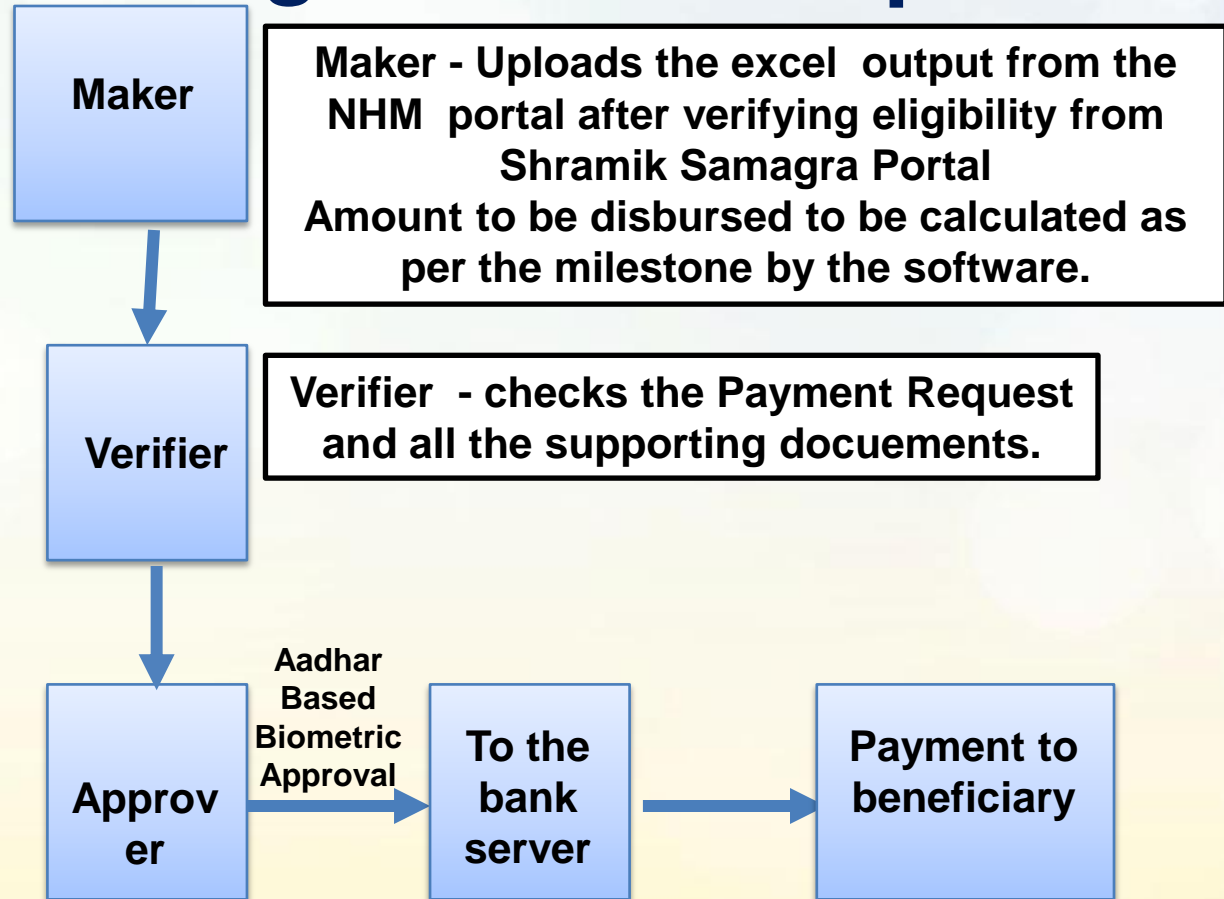 Maker
Maker - Uploads the excel output from the
NHM portal after verifying eligibility from
Shramik Samagra Portal
Amount to be disbursed to be calculated as
per the milestone by the software.
Verifier
Verifier - checks the Payment Request
and all the supporting docuements.
Approv
er
Aadhar
Based
Biometric
Approval
To the
bank
server
Payment to
beneficiary